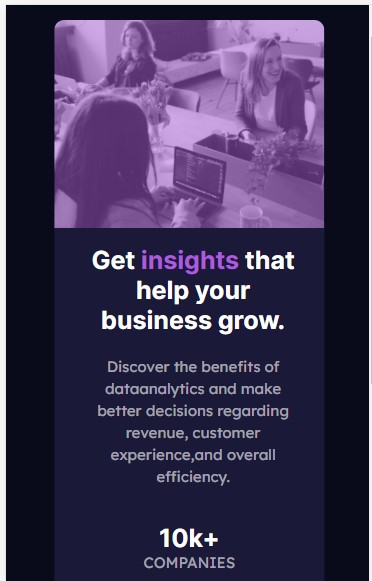 Get insights that
help your
business grow.
Discover the benefits of
dataanalytics and make
better decisions regarding
revenue, customer
experience,and overall
efficiency.
10k+
COMPANIES